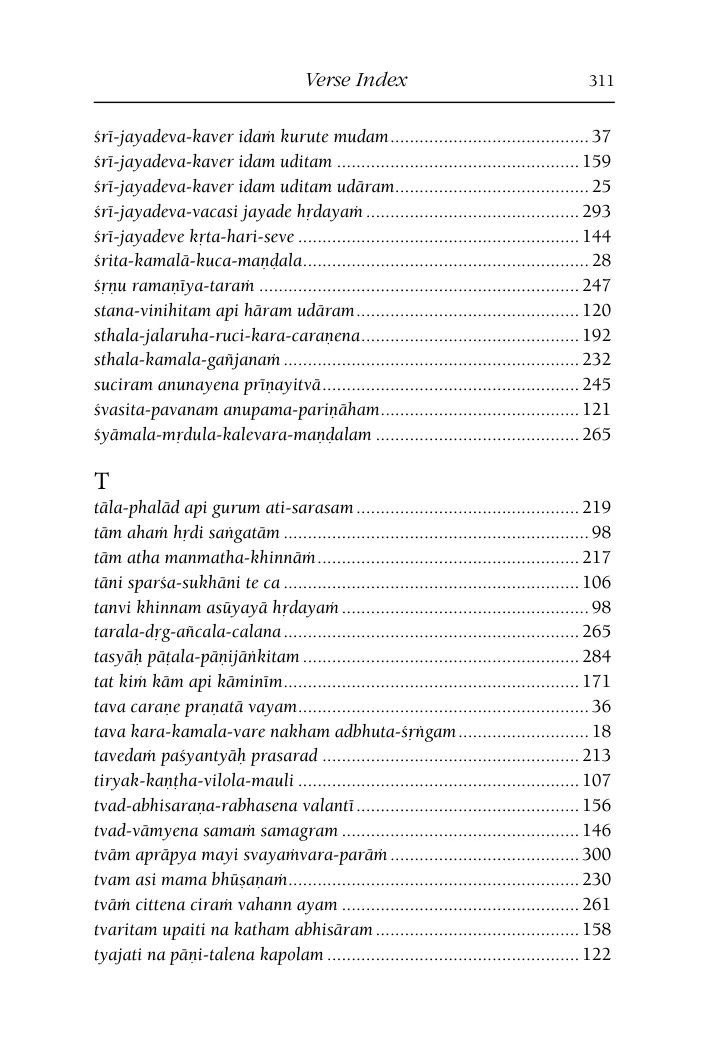 Verse Index 311
śrī-jayadeva-kaver idaṁ kurute mudam........................................ 37
śrī-jayadeva-kaver idam uditam ................................................. 159
śrī-jayadeva-kaver idam uditam udāram....................................... 25
śrī-jayadeva-vacasi jayade hṛdayaṁ ........................................... 293
śrī-jayadeve kṛta-hari-seve ......................................................... 144
śrita-kamalā-kuca-maṇḍala.......................................................... 28
śṛṇu ramaṇīya-taraṁ ................................................................. 247
stana-vinihitam api hāram udāram............................................. 120
sthala-jalaruha-ruci-kara-caraṇena............................................ 192
sthala-kamala-gañjanaṁ ............................................................ 232
suciram anunayena prīṇayitvā.................................................... 245
śvasita-pavanam anupama-pariṇāham........................................ 121
śyāmala-mṛdula-kalevara-maṇḍalam ......................................... 265
T
tāla-phalād api gurum ati-sarasam ............................................. 219
tām ahaṁ hṛdi saṅgatām ............................................................. 98
tām atha manmatha-khinnāṁ..................................................... 217
tāni sparśa-sukhāni te ca ............................................................ 106
tanvi khinnam asūyayā hṛdayaṁ .................................................. 98
tarala-dṛg-añcala-calana ............................................................ 265
tasyāḥ pāṭala-pāṇijāṅkitam ........................................................ 284
tat kiṁ kām api kāminīm............................................................ 171
tava caraṇe praṇatā vayam........................................................... 36
tava kara-kamala-vare nakham adbhuta-śṛṅgam .......................... 18
tavedaṁ paśyantyāḥ prasarad .................................................... 213
tiryak-kaṇṭha-vilola-mauli ......................................................... 107
tvad-abhisaraṇa-rabhasena valantī ............................................. 156
tvad-vāmyena samaṁ samagram ................................................ 146
tvām aprāpya mayi svayaṁvara-parāṁ ...................................... 300
tvam asi mama bhūṣaṇaṁ........................................................... 230
tvāṁ cittena ciraṁ vahann ayam ................................................ 261
tvaritam upaiti na katham abhisāram ......................................... 158
tyajati na pāṇi-talena kapolam ................................................... 122